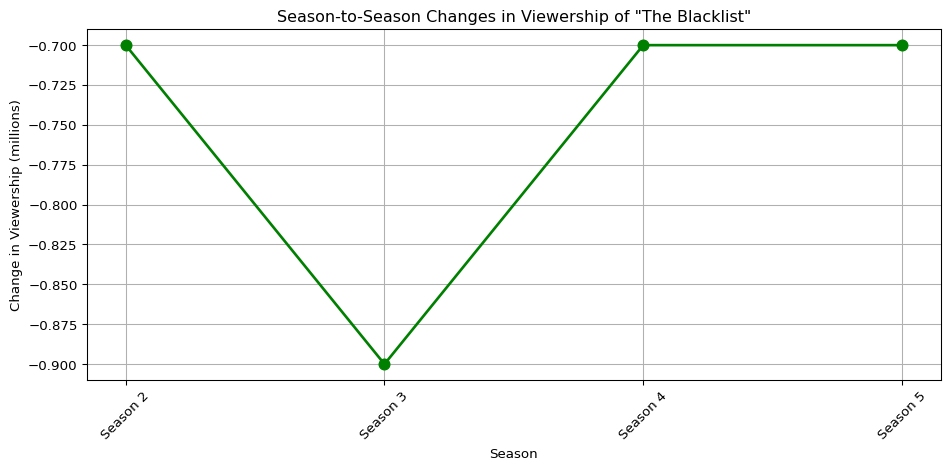 Season-to-Season Changes in Viewership of "The Blacklist"
Change in Viewership (millions)
−0.700
−0.725
−0.750
−0.775
−0.800
−0.825
−0.850
−0.875
−0.900
Season 2
Season 3
Season 4
Season 5
Season